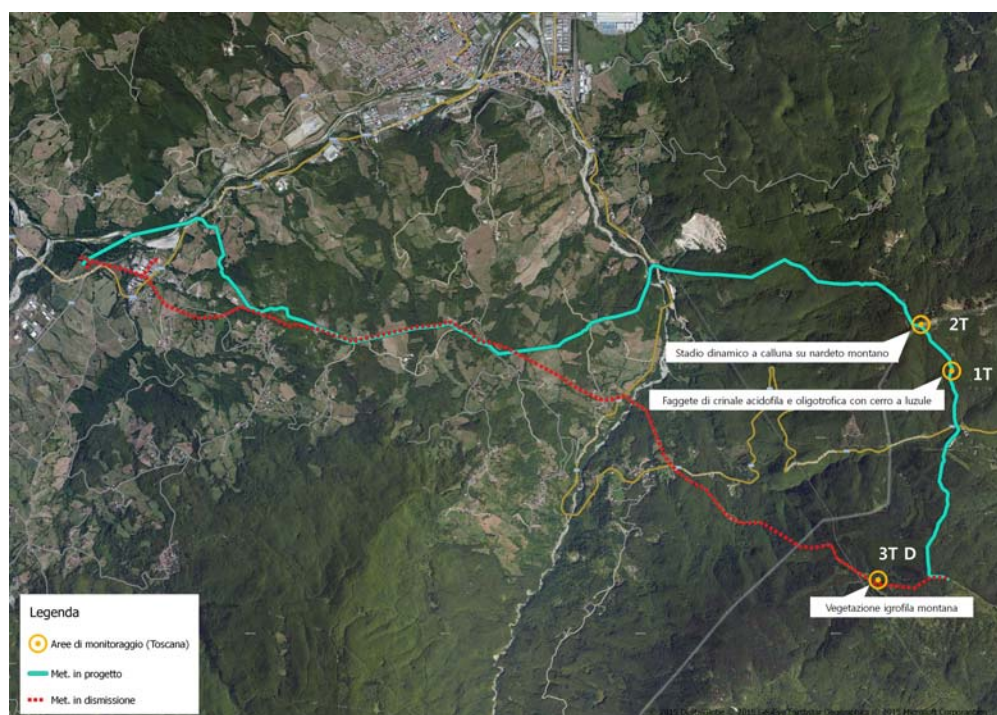 2T
Stadio dinamico a calluna su nardeto montano
1T
Faggete di crinale acidofila e oligotrofica con cerro a luzule
3T D
Vegetazione igrofila montana
Legenda
Aree di monitoraggio (Toscana)
Met. in progetto
Met. in dismissione